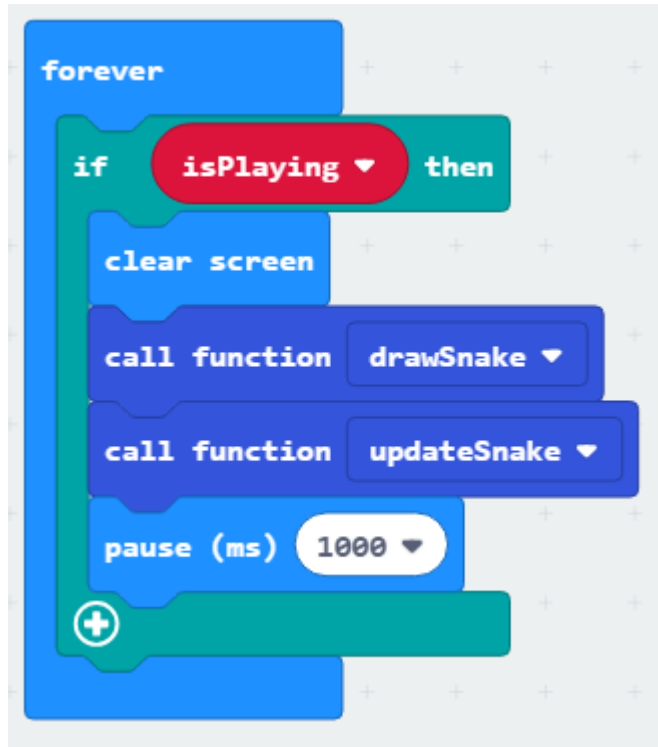 forever
if isPlaying then
clear screen
call function drawSnake
call function updateSnake
pause (ms) 1000